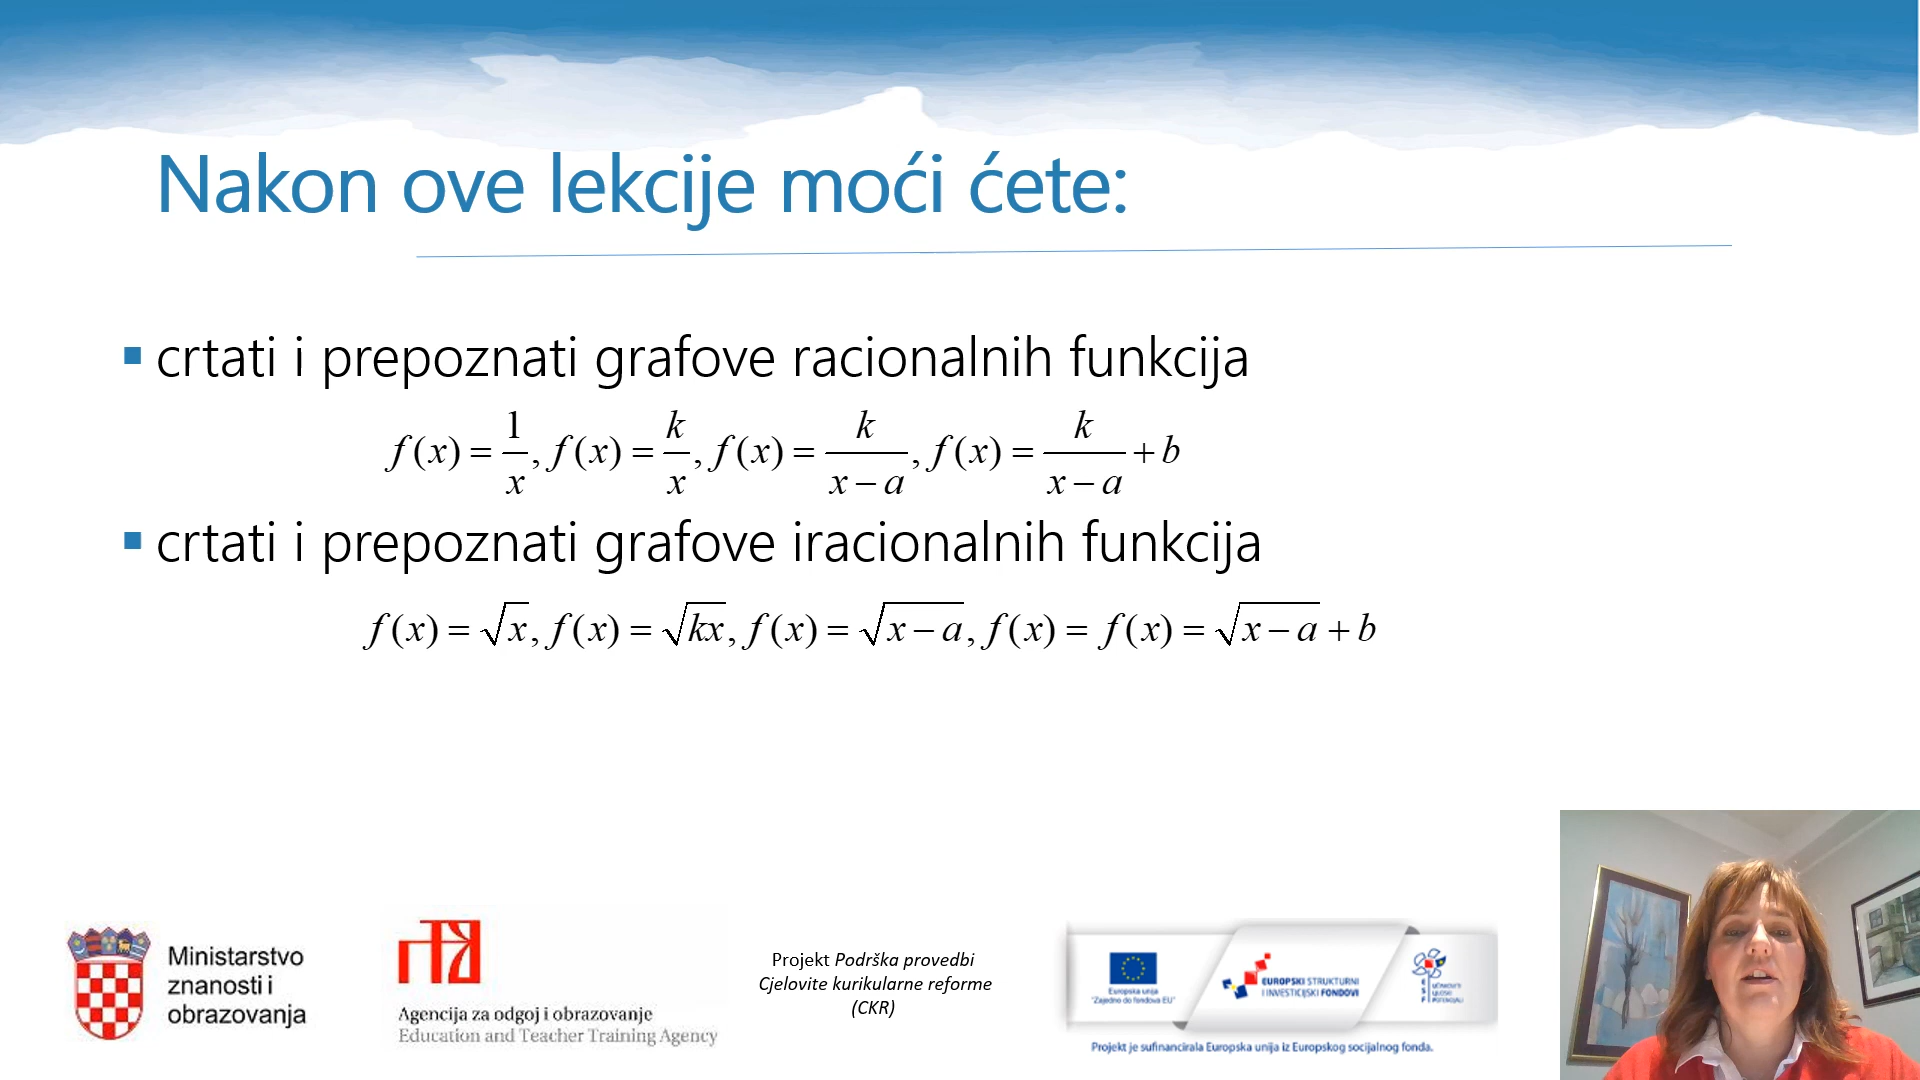 Nakon ove lekcije moći ćete:
crtati i prepoznati grafove racionalnih funkcija
f(x) = 1/x, f(x) = k/x, f(x) = k/(x−a), f(x) = k/(x−a) + b
crtati i prepoznati grafove iracionalnih funkcija
f(x) = √x, f(x) = √kx, f(x) = √(x−a), f(x) = f(x) = √(x−a) + b
Ministarstvo
znanosti i
obrazovanja
Agencija za odgoj i obrazovanje
Education and Teacher Training Agency
Projekt Podrška provedbi
Cjelovite kurikularne reforme
(CKR)
Europska unija
"Zajedno do fondova EU"
EUROPSKI STRUKTURNI
I INVESTICIJSKI FONDOVI
ESF
Projekt je sufinancirala Europska unija iz Europskog socijalnog fonda.